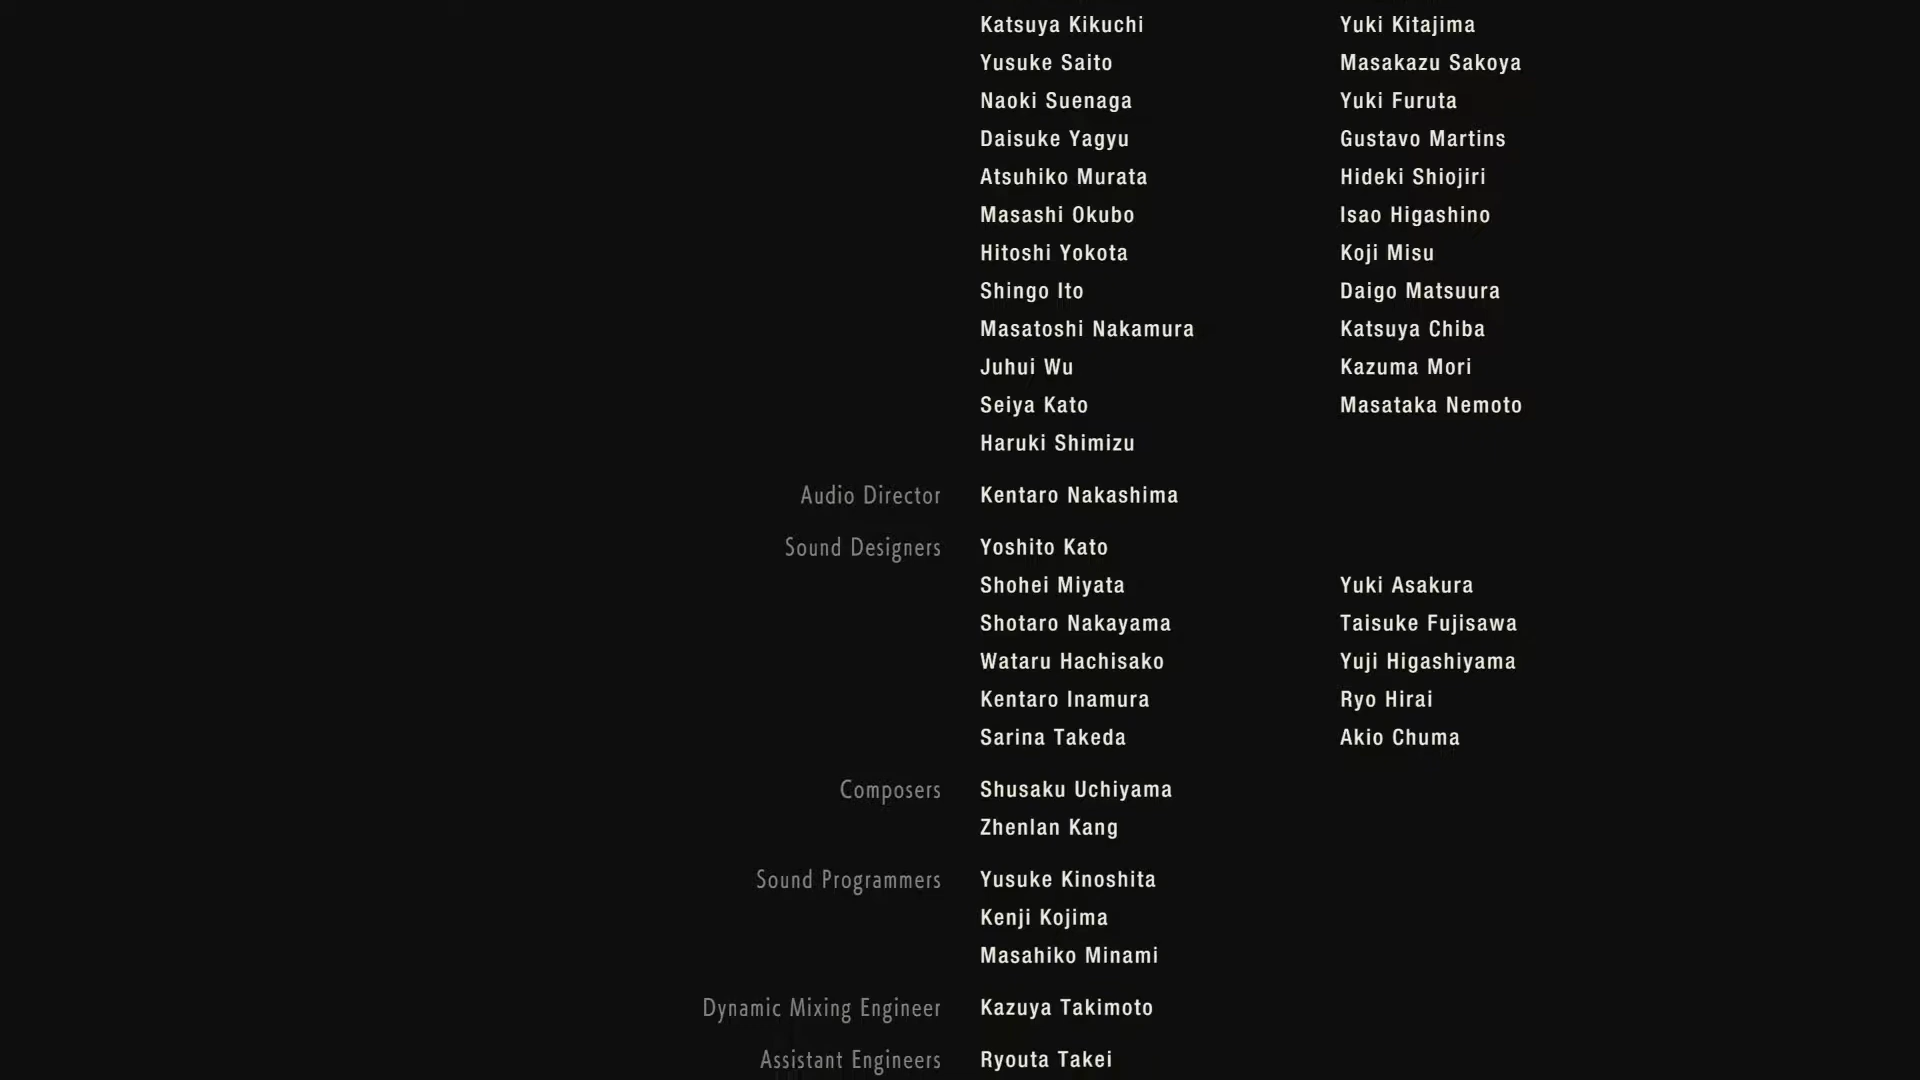 Katsuya Kikuchi Yuki Kitajima
Yusuke Saito Masakazu Sakoya
Naoki Suenaga Yuki Furuta
Daisuke Yagyu Gustavo Martins
Atsuhiko Murata Hideki Shiojiri
Masashi Okubo Isao Higashino
Hitoshi Yokota Koji Misu
Shingo Ito Daigo Matsuura
Masatoshi Nakamura Katsuya Chiba
Juhui Wu Kazuma Mori
Seiya Kato Masataka Nemoto
Haruki Shimizu
Audio Director Kentaro Nakashima
Sound Designers Yoshito Kato
Shohei Miyata Yuki Asakura
Shotaro Nakayama Taisuke Fujisawa
Wataru Hachisako Yuji Higashiyama
Kentaro Inamura Ryo Hirai
Sarina Takeda Akio Chuma
Composers Shusaku Uchiyama
Zhenlan Kang
Sound Programmers Yusuke Kinoshita
Kenji Kojima
Masahiko Minami
Dynamic Mixing Engineer Kazuya Takimoto
Assistant Engineers Ryouta Takei